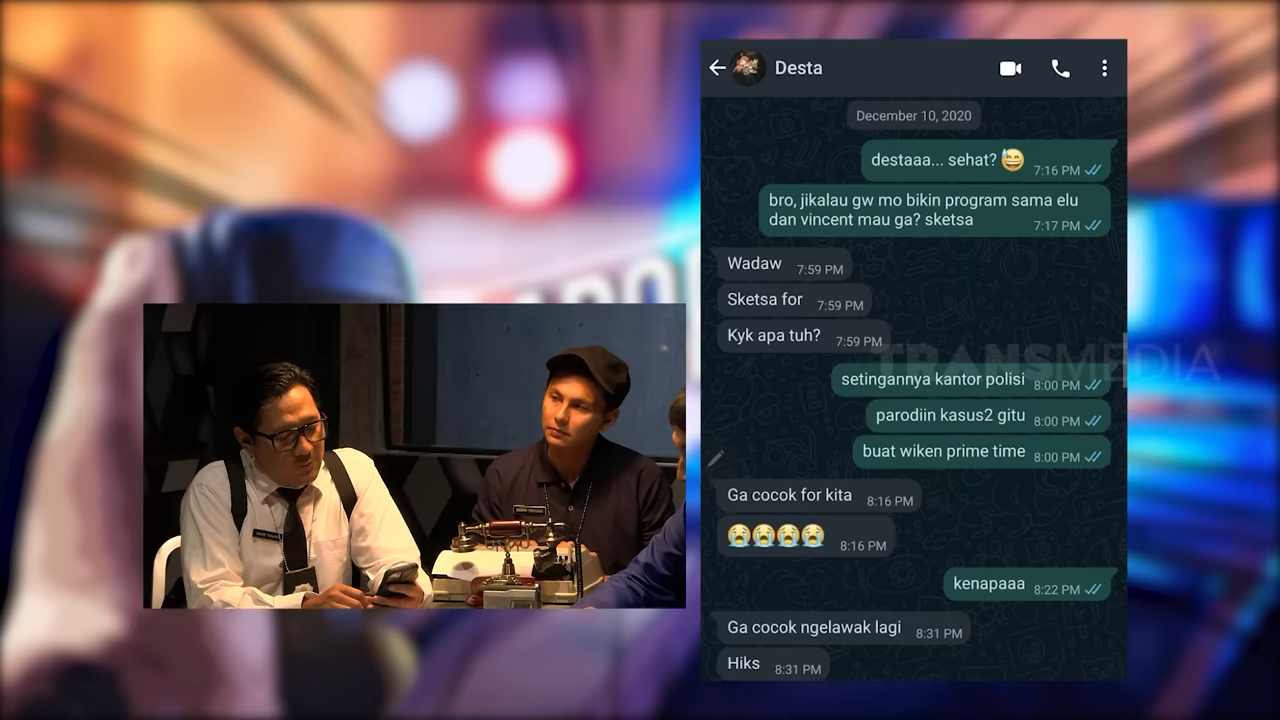 Desta
December 10, 2020
destaaa... sehat? 😅 7:16 PM
bro, jikalau gw mo bikin program sama elu
dan vincent mau ga? sketsa 7:17 PM
Wadaw 7:59 PM
Sketsa for 7:59 PM
Kyk apa tuh? 7:59 PM
TRANSMEDIA
setingannya kantor polisi 8:00 PM
parodiin kasus2 gitu 8:00 PM
buat wiken prime time 8:00 PM
Ga cocok for kita 8:16 PM
😭😭😭😭 8:16 PM
kenapaaa 8:22 PM
Ga cocok ngelawak lagi 8:31 PM
Hiks 8:31 PM